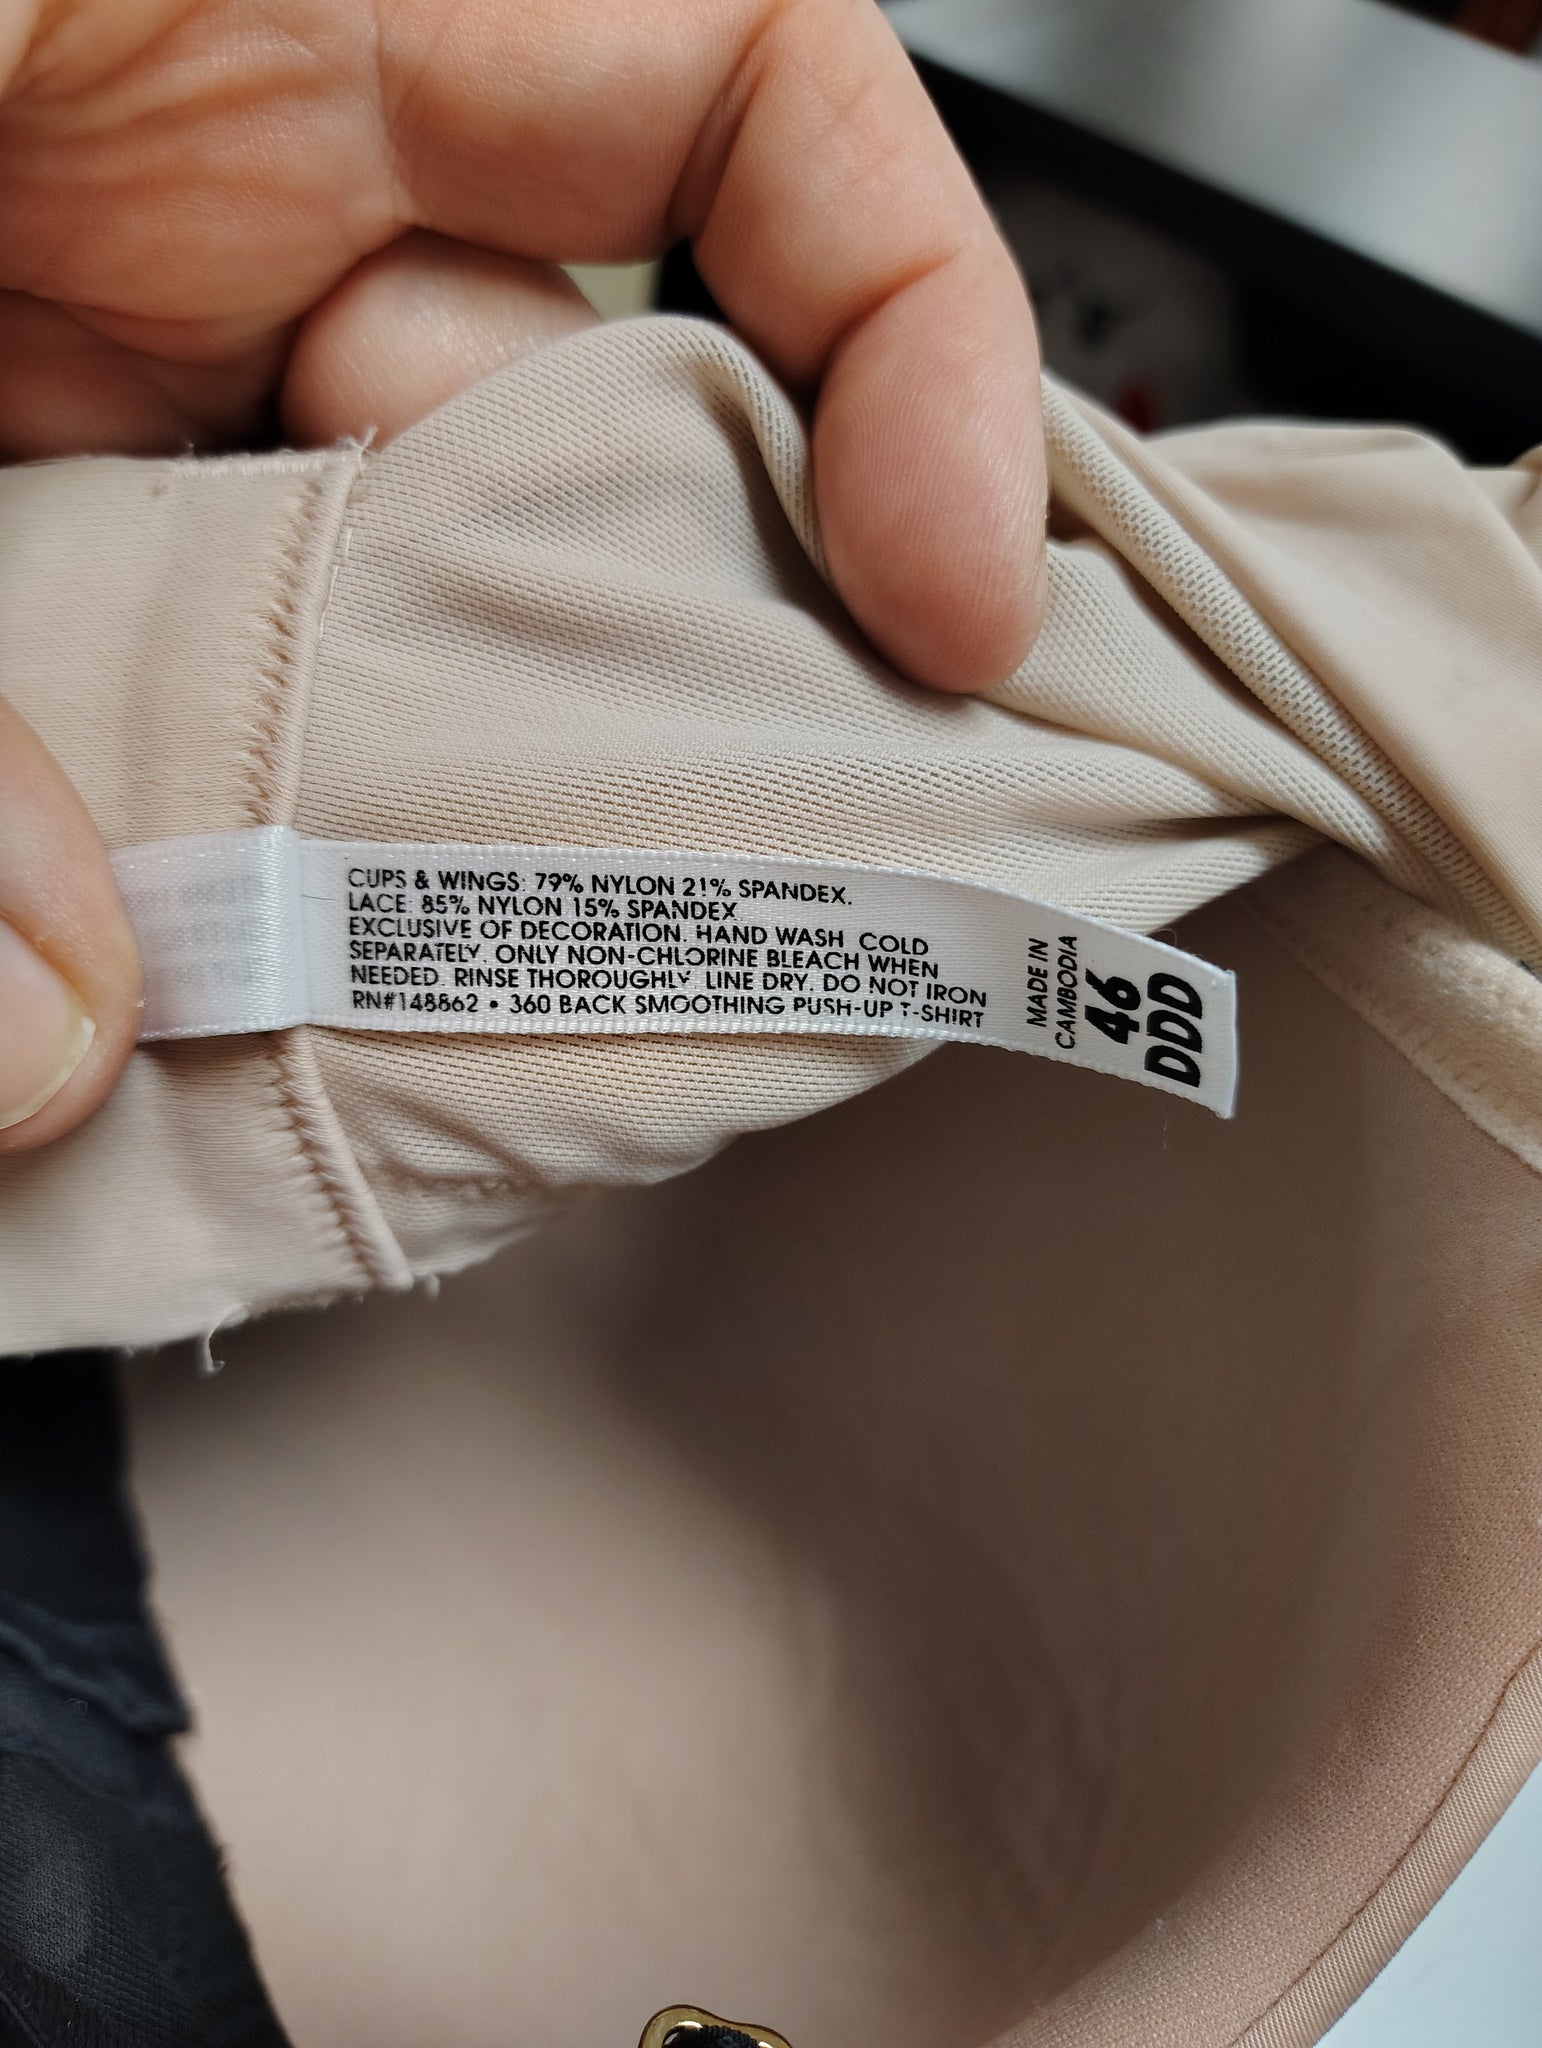 CUPS & WINGS: 79% NYLON 21% SPANDEX.
LACE: 85% NYLON 15% SPANDEX
EXCLUSIVE OF DECORATION. HAND WASH COLD
SEPARATELY. ONLY NON-CHLORINE BLEACH WHEN
NEEDED. RINSE THOROUGHLY. LINE DRY. DO NOT IRON
RN#148862 • 360 BACK SMOOTHING PUSH-UP T-SHIRT
MADE IN
CAMBODIA
46
DDD